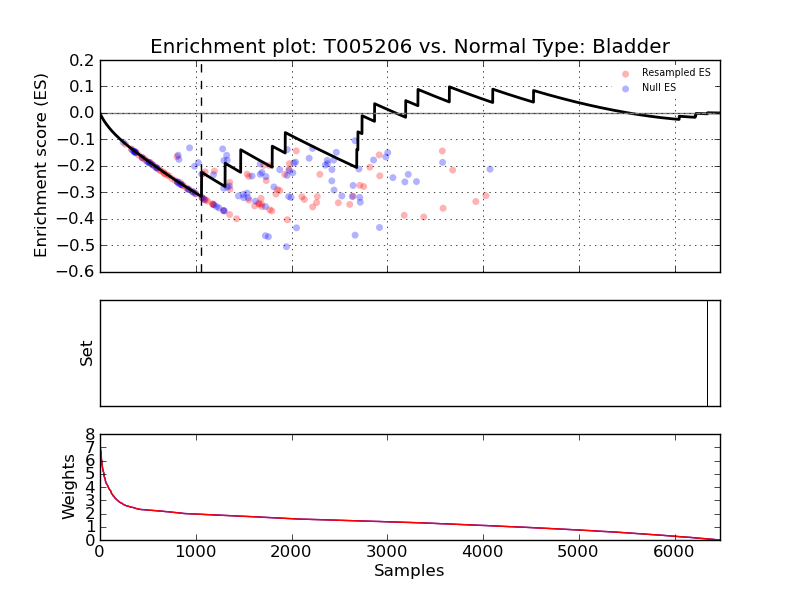 Enrichment plot: T005206 vs. Normal Type: Bladder
0.2
0.1
0.0
−0.1
−0.2
−0.3
−0.4
−0.5
−0.6
Enrichment score (ES)
Resampled ES
Null ES
Set
8
7
6
5
4
3
2
1
0
Weights
0 1000 2000 3000 4000 5000 6000
Samples